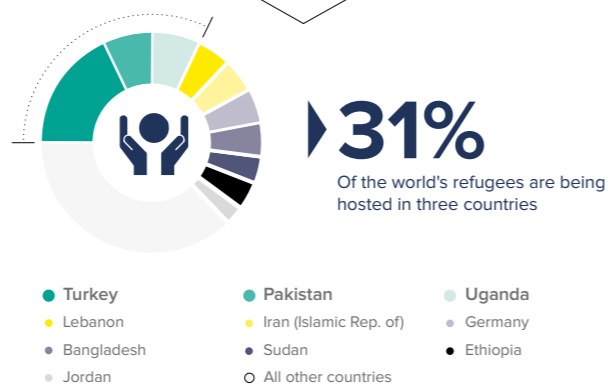 31%
Of the world's refugees are being
hosted in three countries
Turkey
Pakistan
Uganda
Lebanon
Iran (Islamic Rep. of)
Germany
Bangladesh
Sudan
Ethiopia
Jordan
All other countries